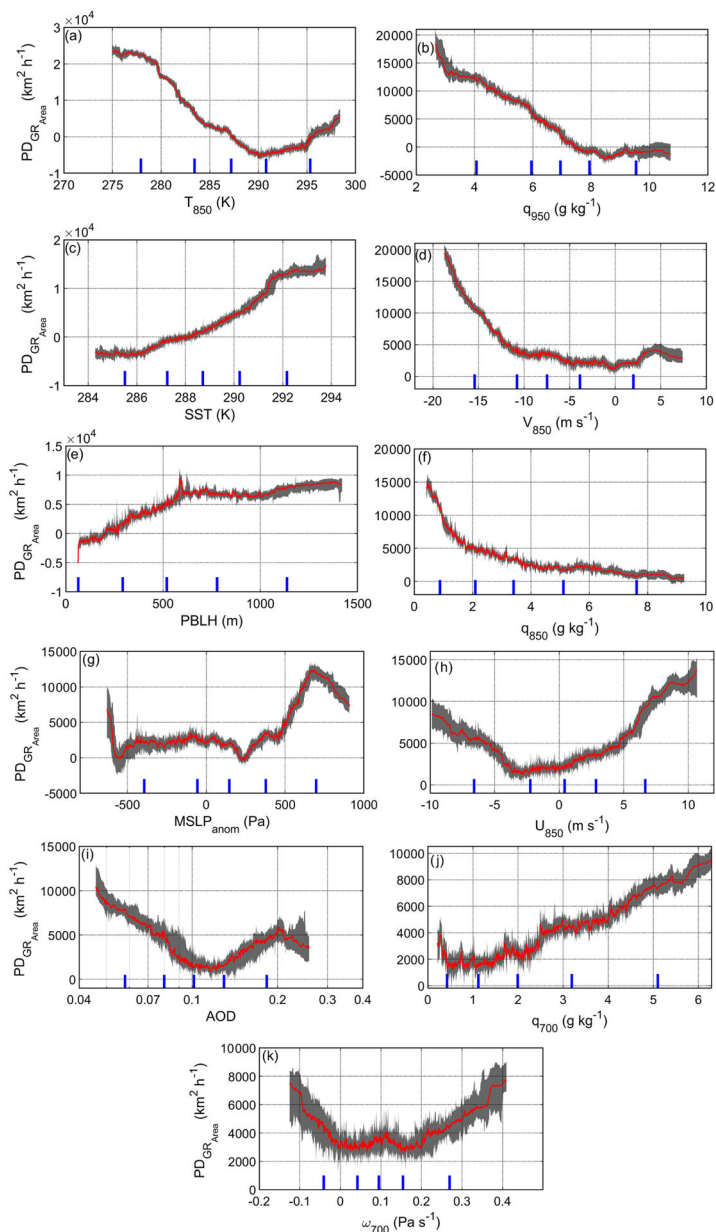 (a)
PD_GR_Area (km² h⁻¹)
×10⁴
3
2
1
0
-1
270 275 280 285 290 295 300
T₈₅₀ (K)
(b)
20000
15000
10000
5000
0
-5000
2 4 6 8 10 12
q₉₅₀ (g kg⁻¹)
(c)
PD_GR_Area (km² h⁻¹)
×10⁴
2
1
0
-1
284 286 288 290 292 294
SST (K)
(d)
20000
15000
10000
5000
0
-20 -15 -10 -5 0 5 10
V₈₅₀ (m s⁻¹)
(e)
PD_GR_Area (km² h⁻¹)
×10⁴
1.5
1
0.5
0
-1
0 500 1000 1500
PBLH (m)
(f)
20000
15000
10000
5000
0
0 2 4 6 8 10
q₈₅₀ (g kg⁻¹)
(g)
PD_GR_Area (km² h⁻¹)
15000
10000
5000
0
-5000
-500 0 500 1000
MSLP_anom (Pa)
(h)
15000
10000
5000
0
-10 -5 0 5 10
U₈₅₀ (m s⁻¹)
(i)
PD_GR_Area (km² h⁻¹)
15000
10000
5000
0
0.04 0.07 0.1 0.2 0.3 0.4
AOD
(j)
10000
8000
6000
4000
2000
0
0 1 2 3 4 5 6
q₇₀₀ (g kg⁻¹)
(k)
PD_GR_Area (km² h⁻¹)
10000
8000
6000
4000
2000
0
-0.2 -0.1 0 0.1 0.2 0.3 0.4
ω₇₀₀ (Pa s⁻¹)